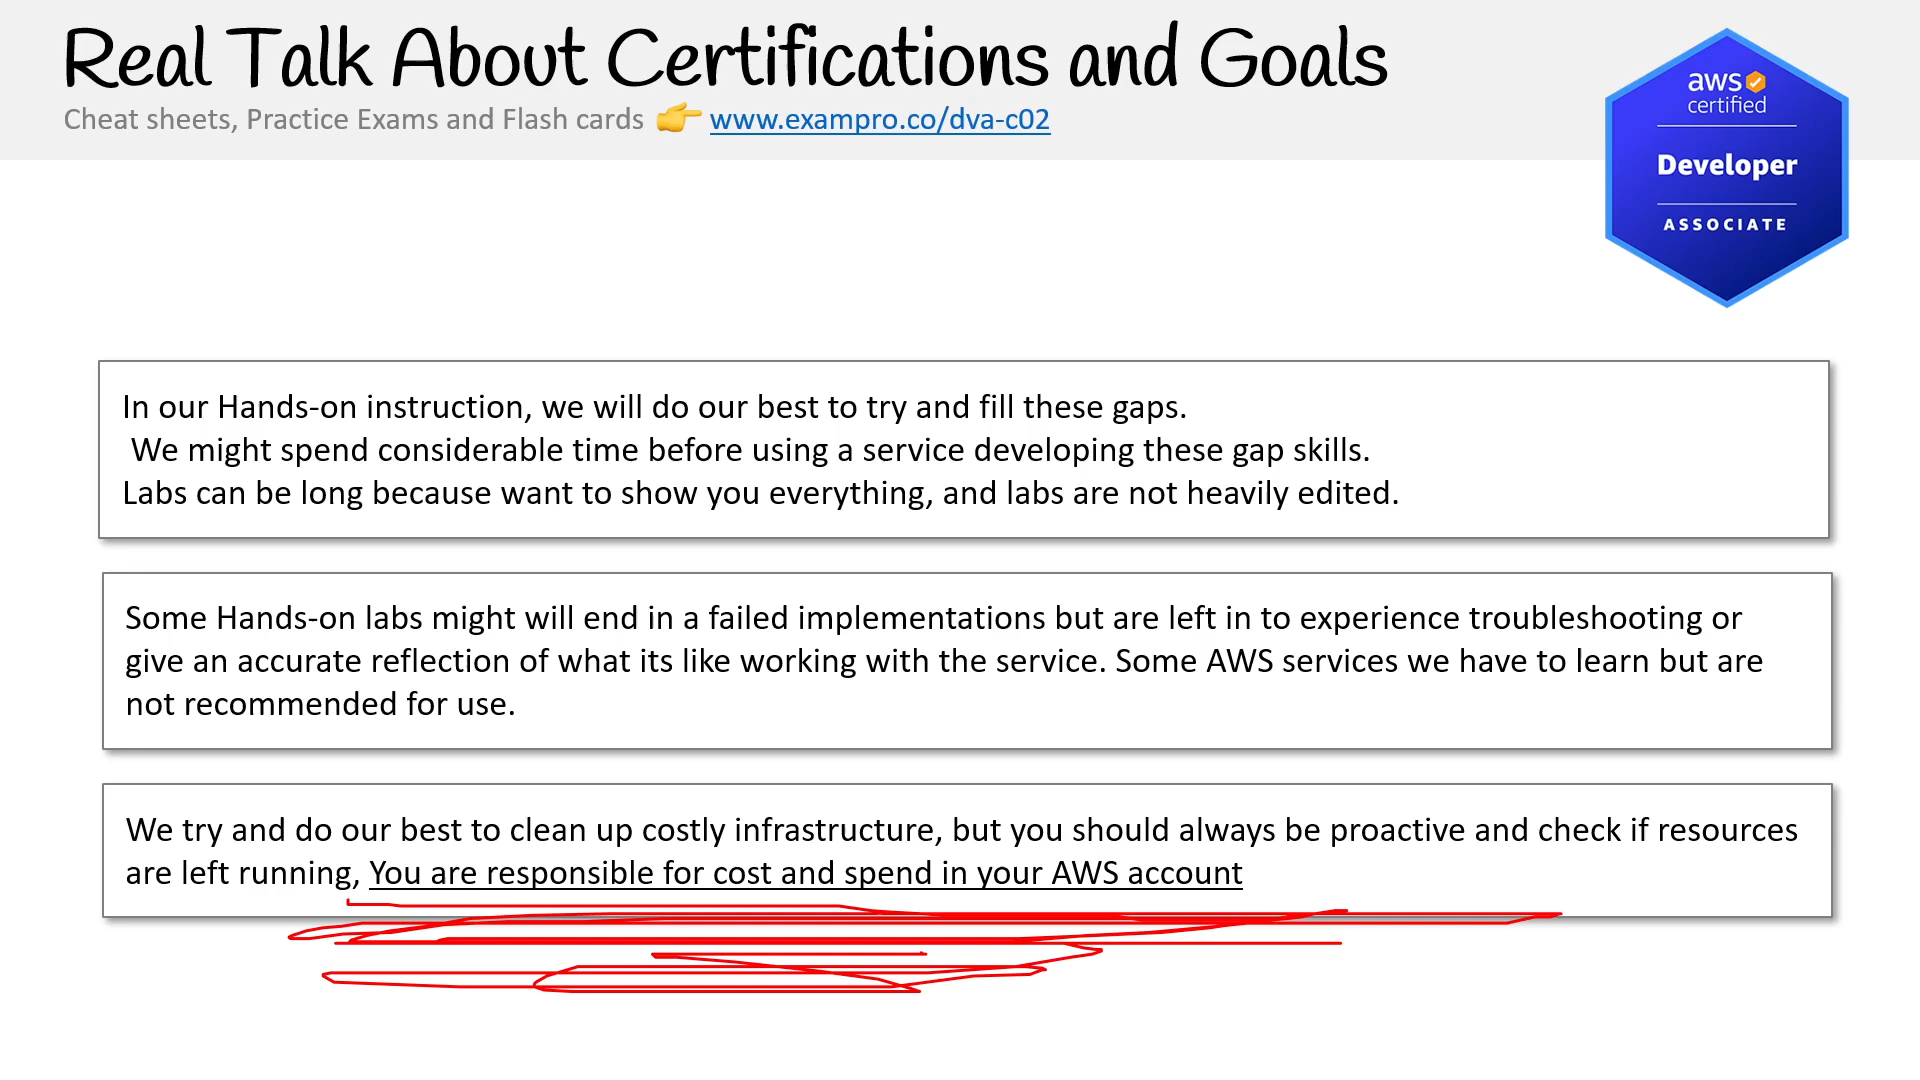 Real Talk About Certifications and Goals
Cheat sheets, Practice Exams and Flash cards 👉 www.exampro.co/dva-c02
aws
certified
Developer
ASSOCIATE
In our Hands-on instruction, we will do our best to try and fill these gaps.
We might spend considerable time before using a service developing these gap skills.
Labs can be long because want to show you everything, and labs are not heavily edited.
Some Hands-on labs might will end in a failed implementations but are left in to experience troubleshooting or
give an accurate reflection of what its like working with the service. Some AWS services we have to learn but are
not recommended for use.
We try and do our best to clean up costly infrastructure, but you should always be proactive and check if resources
are left running, You are responsible for cost and spend in your AWS account